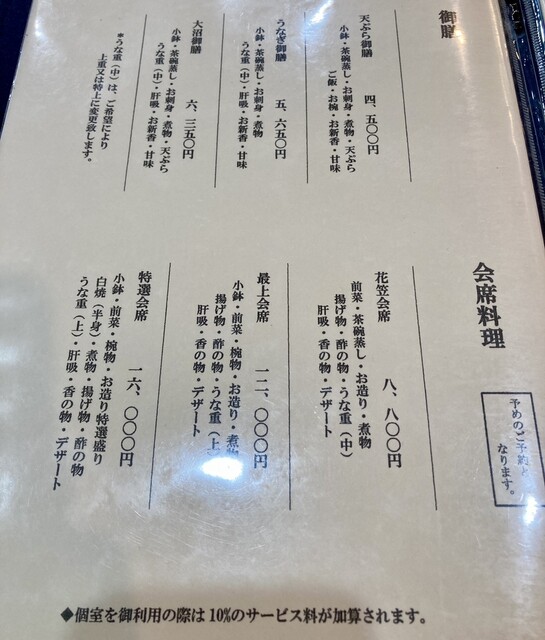 御膳
天ぷら御膳 四、五〇〇円
小鉢・茶碗蒸し・お刺身・煮物・天ぷら
ご飯・お椀・お新香・甘味
うなぎ御膳 五、六五〇円
小鉢・茶碗蒸し・お刺身・煮物
うな重（中）・肝吸・お新香・甘味
大沼御膳 六、三五〇円
小鉢・茶碗蒸し・お刺身・煮物・天ぷら
うな重（中）・肝吸・お新香・甘味
＊うな重（中）は、ご希望により
上重又は特上に変更致します。
会席料理
予めのご予約と
なります。
花笠会席 八、八〇〇円
前菜・茶碗蒸し・お造り・煮物
揚げ物・酢の物・うな重（中）
肝吸・香の物・デザート
最上会席 一二、〇〇〇円
小鉢・前菜・椀物・お造り・煮物
揚げ物・酢の物・うな重（上）
肝吸・香の物・デザート
特選会席 一六、〇〇〇円
小鉢・前菜・椀物・お造り特選盛り
白焼（半身）・煮物・揚げ物・酢の物
うな重（上）・肝吸・香の物・デザート
◆個室を御利用の際は10%のサービス料が加算されます。